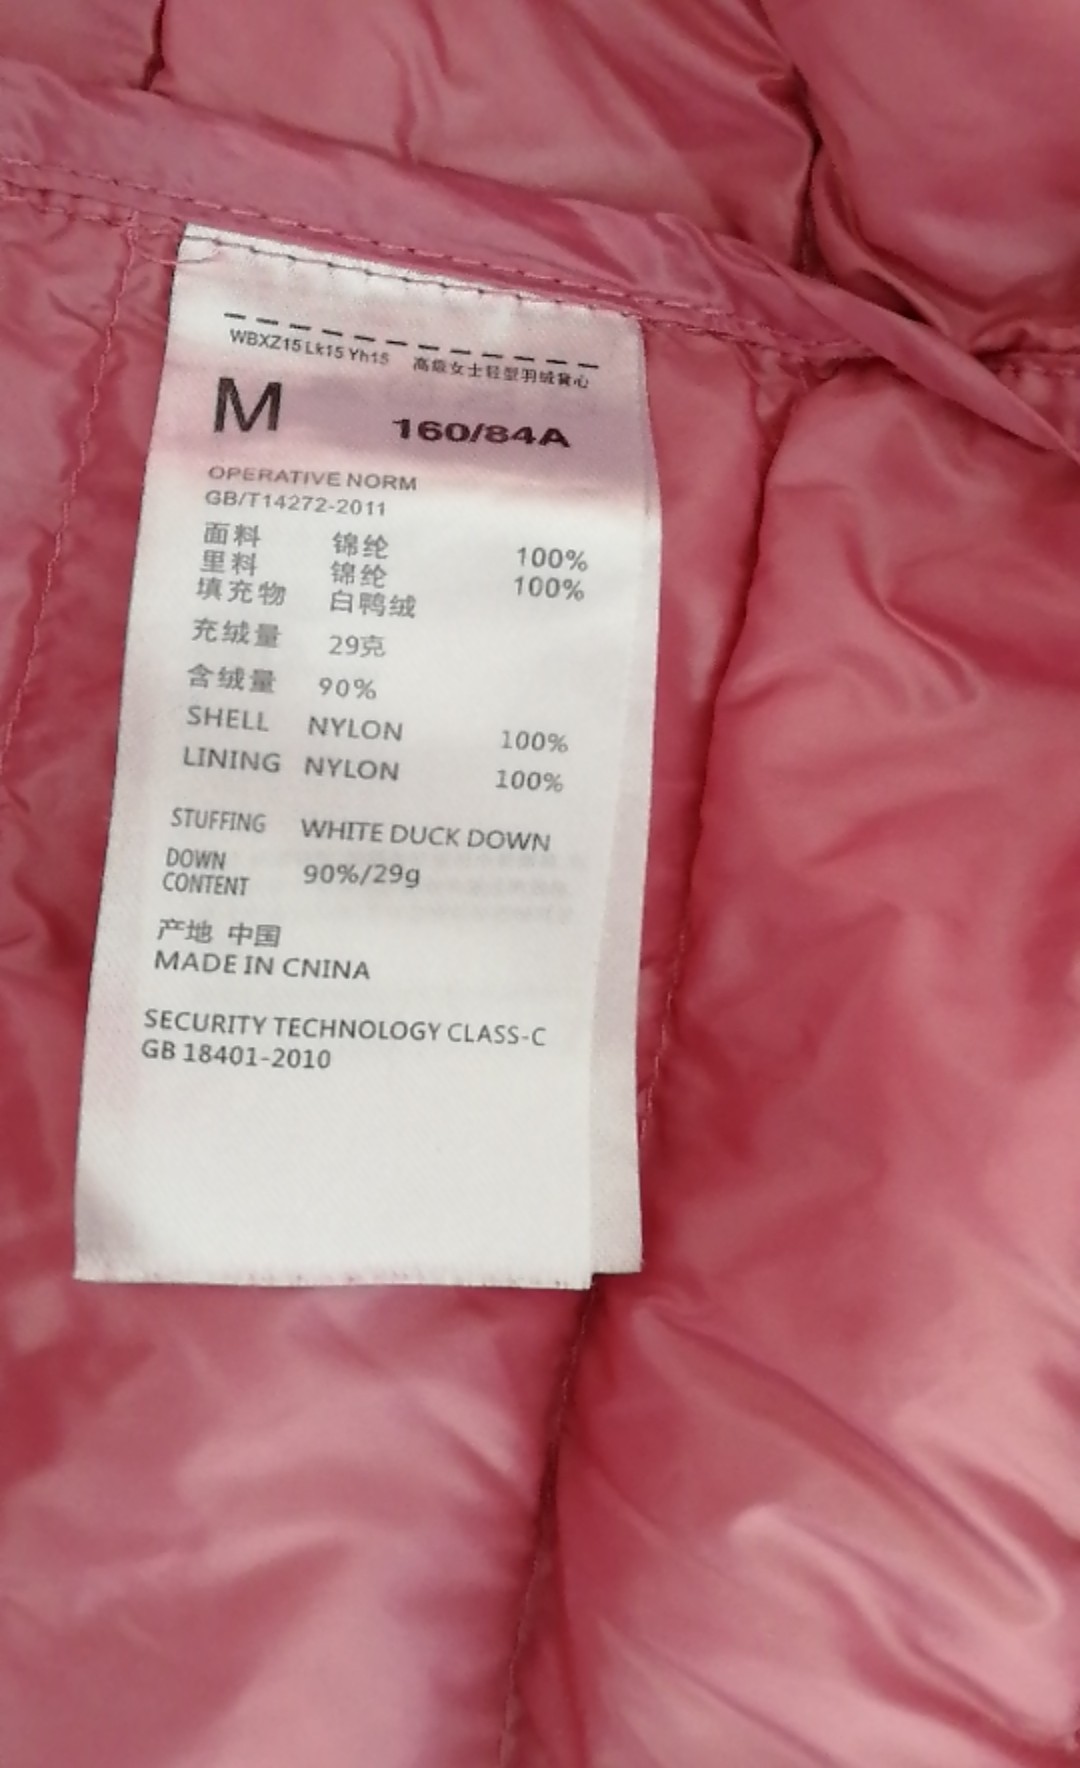 WBXZ15 Lk15 Yh15 高级女士轻型羽绒背心
M 160/84A
OPERATIVE NORM
GB/T14272-2011
面料 锦纶 100%
里料 锦纶 100%
填充物 白鸭绒
充绒量 29克
含绒量 90%
SHELL NYLON 100%
LINING NYLON 100%
STUFFING WHITE DUCK DOWN
DOWN
CONTENT 90%/29g
产地 中国
MADE IN CNINA
SECURITY TECHNOLOGY CLASS-C
GB 18401-2010